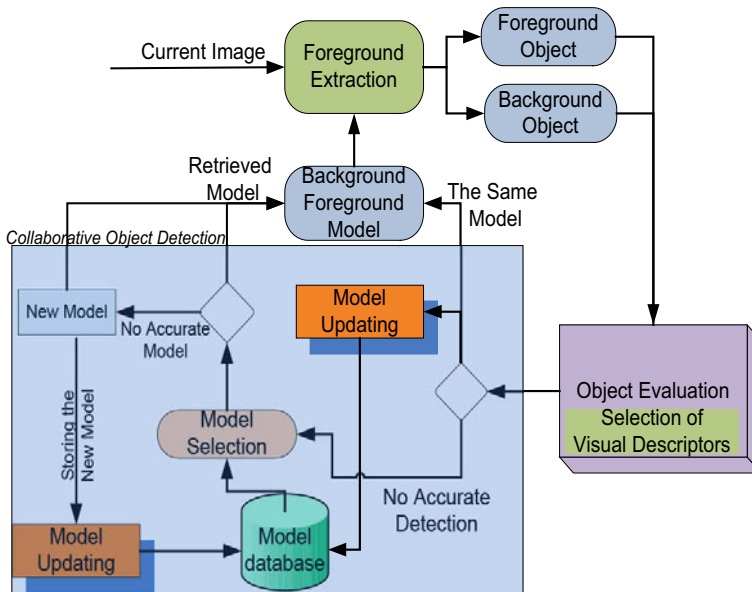 Current Image
Foreground
Extraction
Foreground
Object
Background
Object
Retrieved
Model
Background
Foreground
Model
The Same
Model
Collaborative Object Detection
New Model
No Accurate
Model
Model
Updating
Storing the
New Model
Model
Selection
Object Evaluation
Selection of
Visual Descriptors
No Accurate
Detection
Model
Updating
Model
database